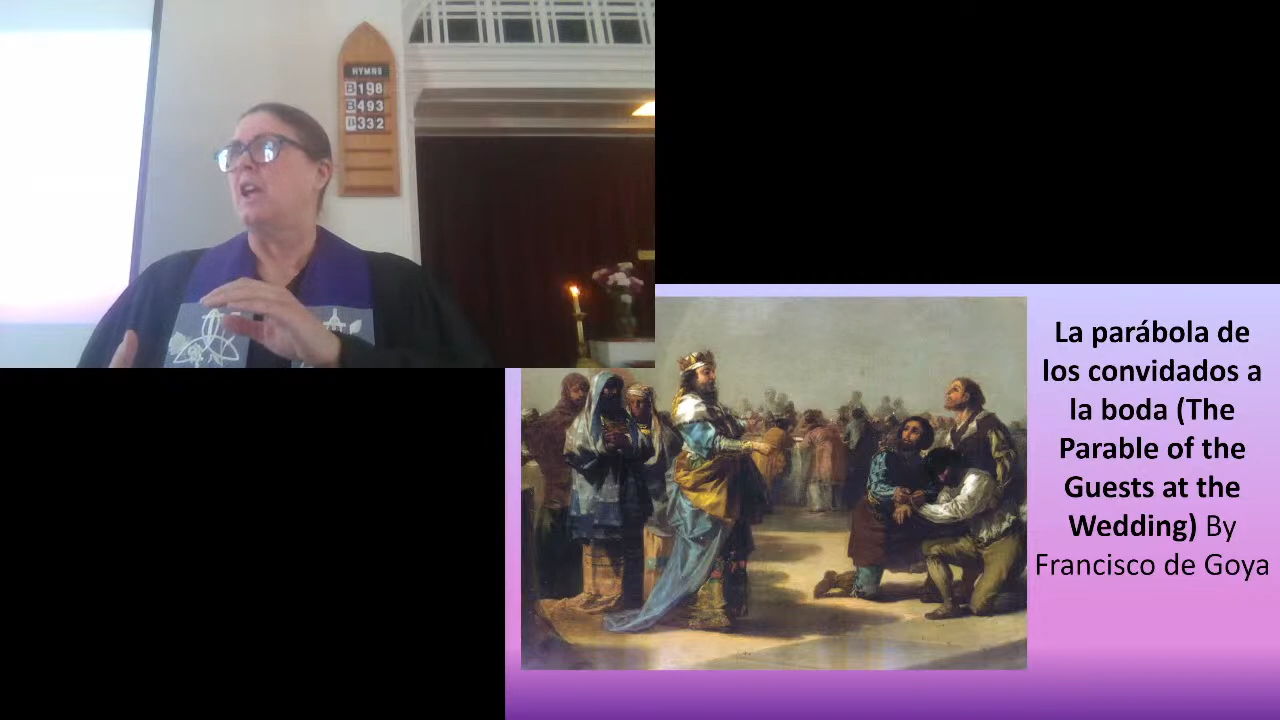 HYMNS
B198
B493
B332
La parábola de
los convidados a
la boda (The
Parable of the
Guests at the
Wedding) By
Francisco de Goya